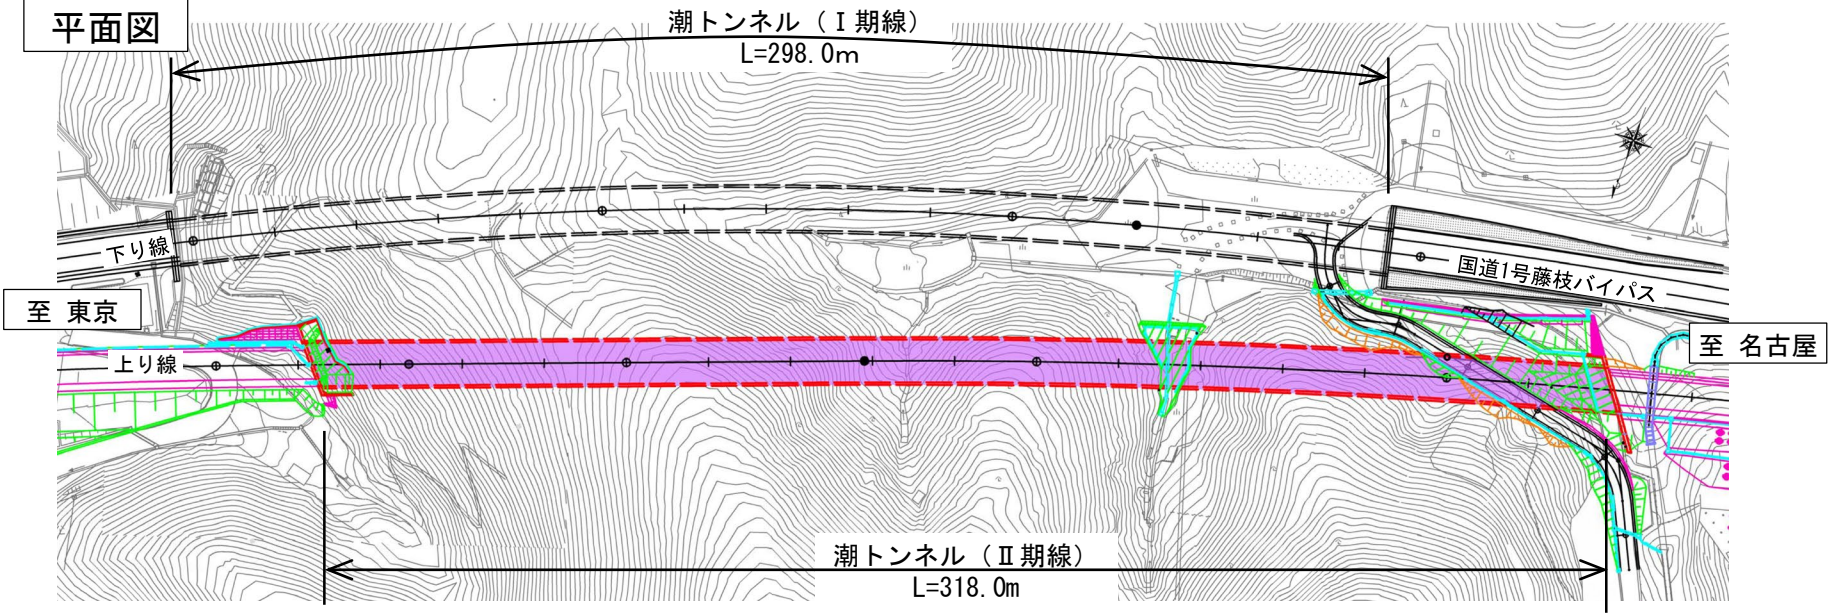 平面図
潮トンネル（Ⅰ期線）
L=298.0m
下り線
国道1号藤枝バイパス
至 東京
至 名古屋
上り線
潮トンネル（Ⅱ期線）
L=318.0m